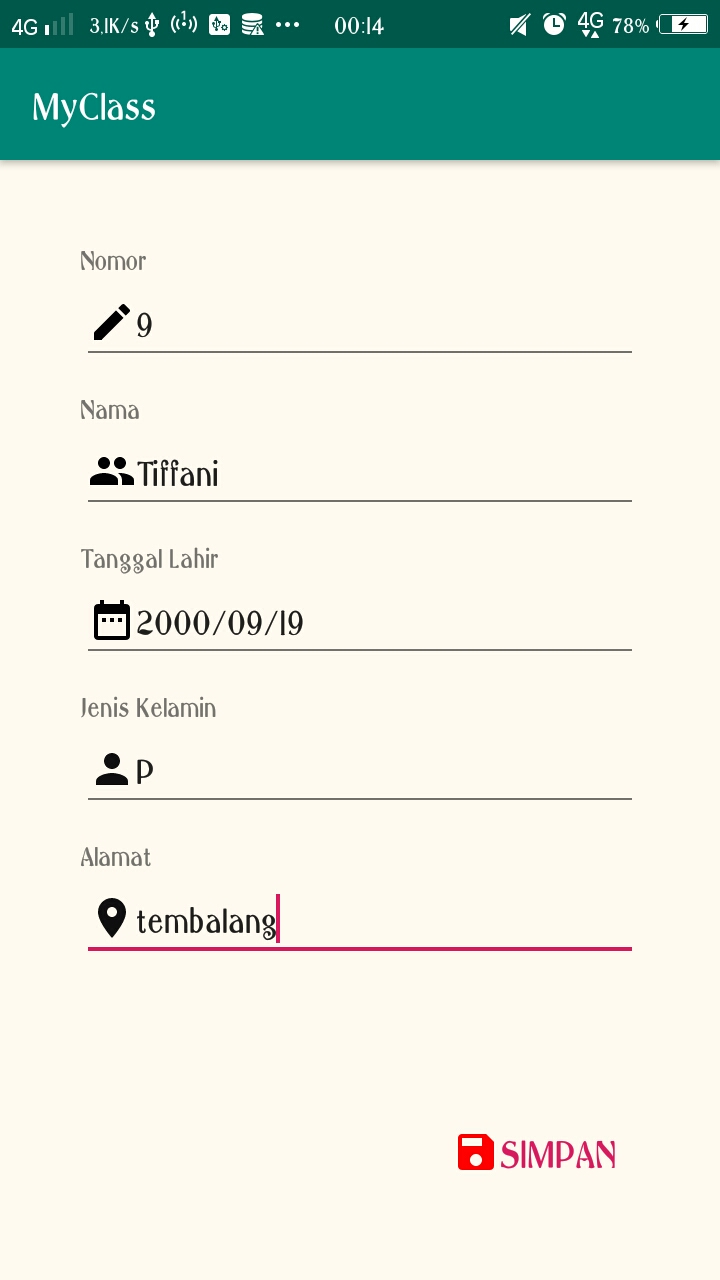 4G 3,1K/s 00:14 4G 78%
MyClass
Nomor
9
Nama
Tiffani
Tanggal Lahir
2000/09/19
Jenis Kelamin
P
Alamat
tembalang
SIMPAN